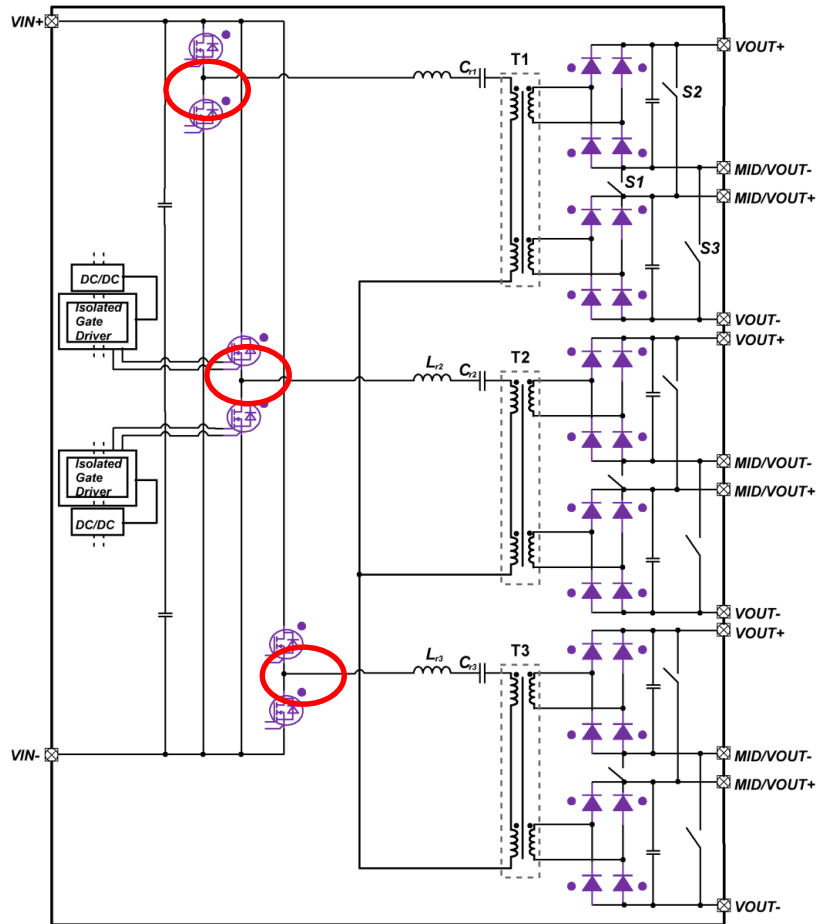 VIN+
T1
Cr1
VOUT+
S2
MID/VOUT-
S1
MID/VOUT+
S3
DC/DC
Isolated
Gate
Driver
VOUT-
VOUT+
Lr2
Cr2
T2
Isolated
Gate
Driver
DC/DC
MID/VOUT-
MID/VOUT+
VOUT-
VOUT+
Lr3
Cr3
T3
VIN-
MID/VOUT-
MID/VOUT+
VOUT-